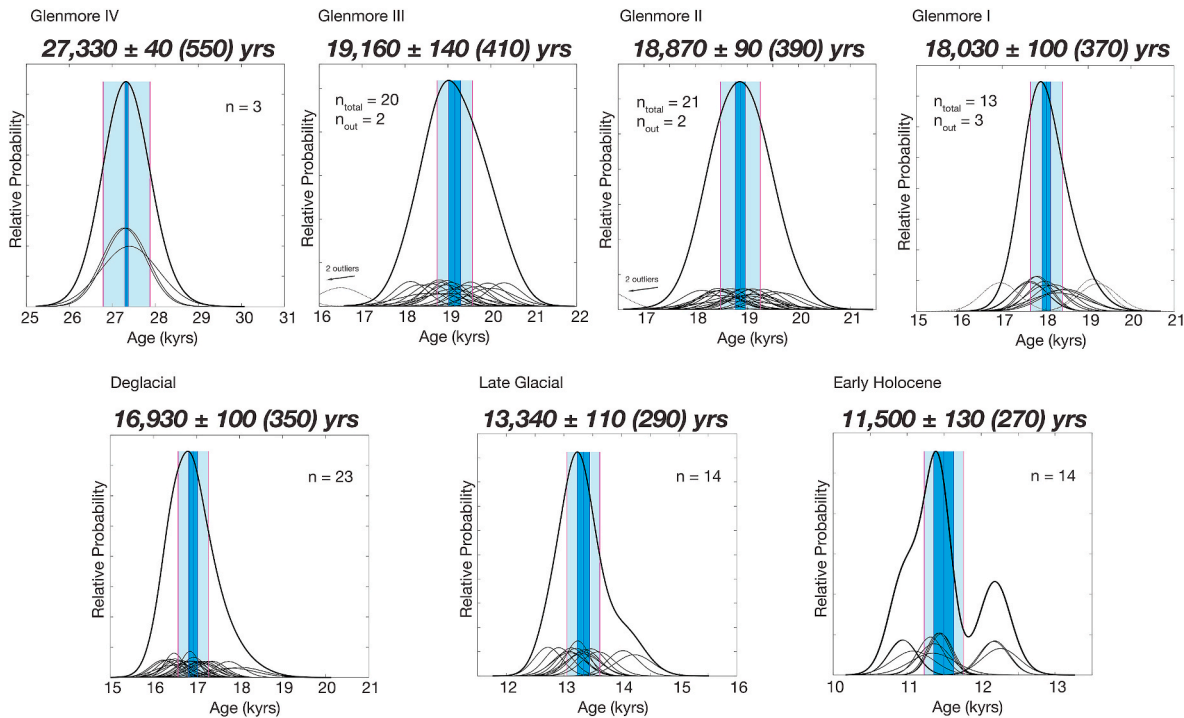 Glenmore IV
27,330 ± 40 (550) yrs
Relative Probability
n = 3
25 26 27 28 29 30 31
Age (kyrs)
Glenmore III
19,160 ± 140 (410) yrs
Relative Probability
n_total = 20
n_out = 2
2 outliers
16 17 18 19 20 21 22
Age (kyrs)
Glenmore II
18,870 ± 90 (390) yrs
Relative Probability
n_total = 21
n_out = 2
2 outliers
17 18 19 20 21
Age (kyrs)
Glenmore I
18,030 ± 100 (370) yrs
Relative Probability
n_total = 13
n_out = 3
15 16 17 18 19 20 21
Age (kyrs)
Deglacial
16,930 ± 100 (350) yrs
Relative Probability
n = 23
15 16 17 18 19 20 21
Age (kyrs)
Late Glacial
13,340 ± 110 (290) yrs
Relative Probability
n = 14
12 13 14 15 16
Age (kyrs)
Early Holocene
11,500 ± 130 (270) yrs
Relative Probability
n = 14
10 11 12 13
Age (kyrs)